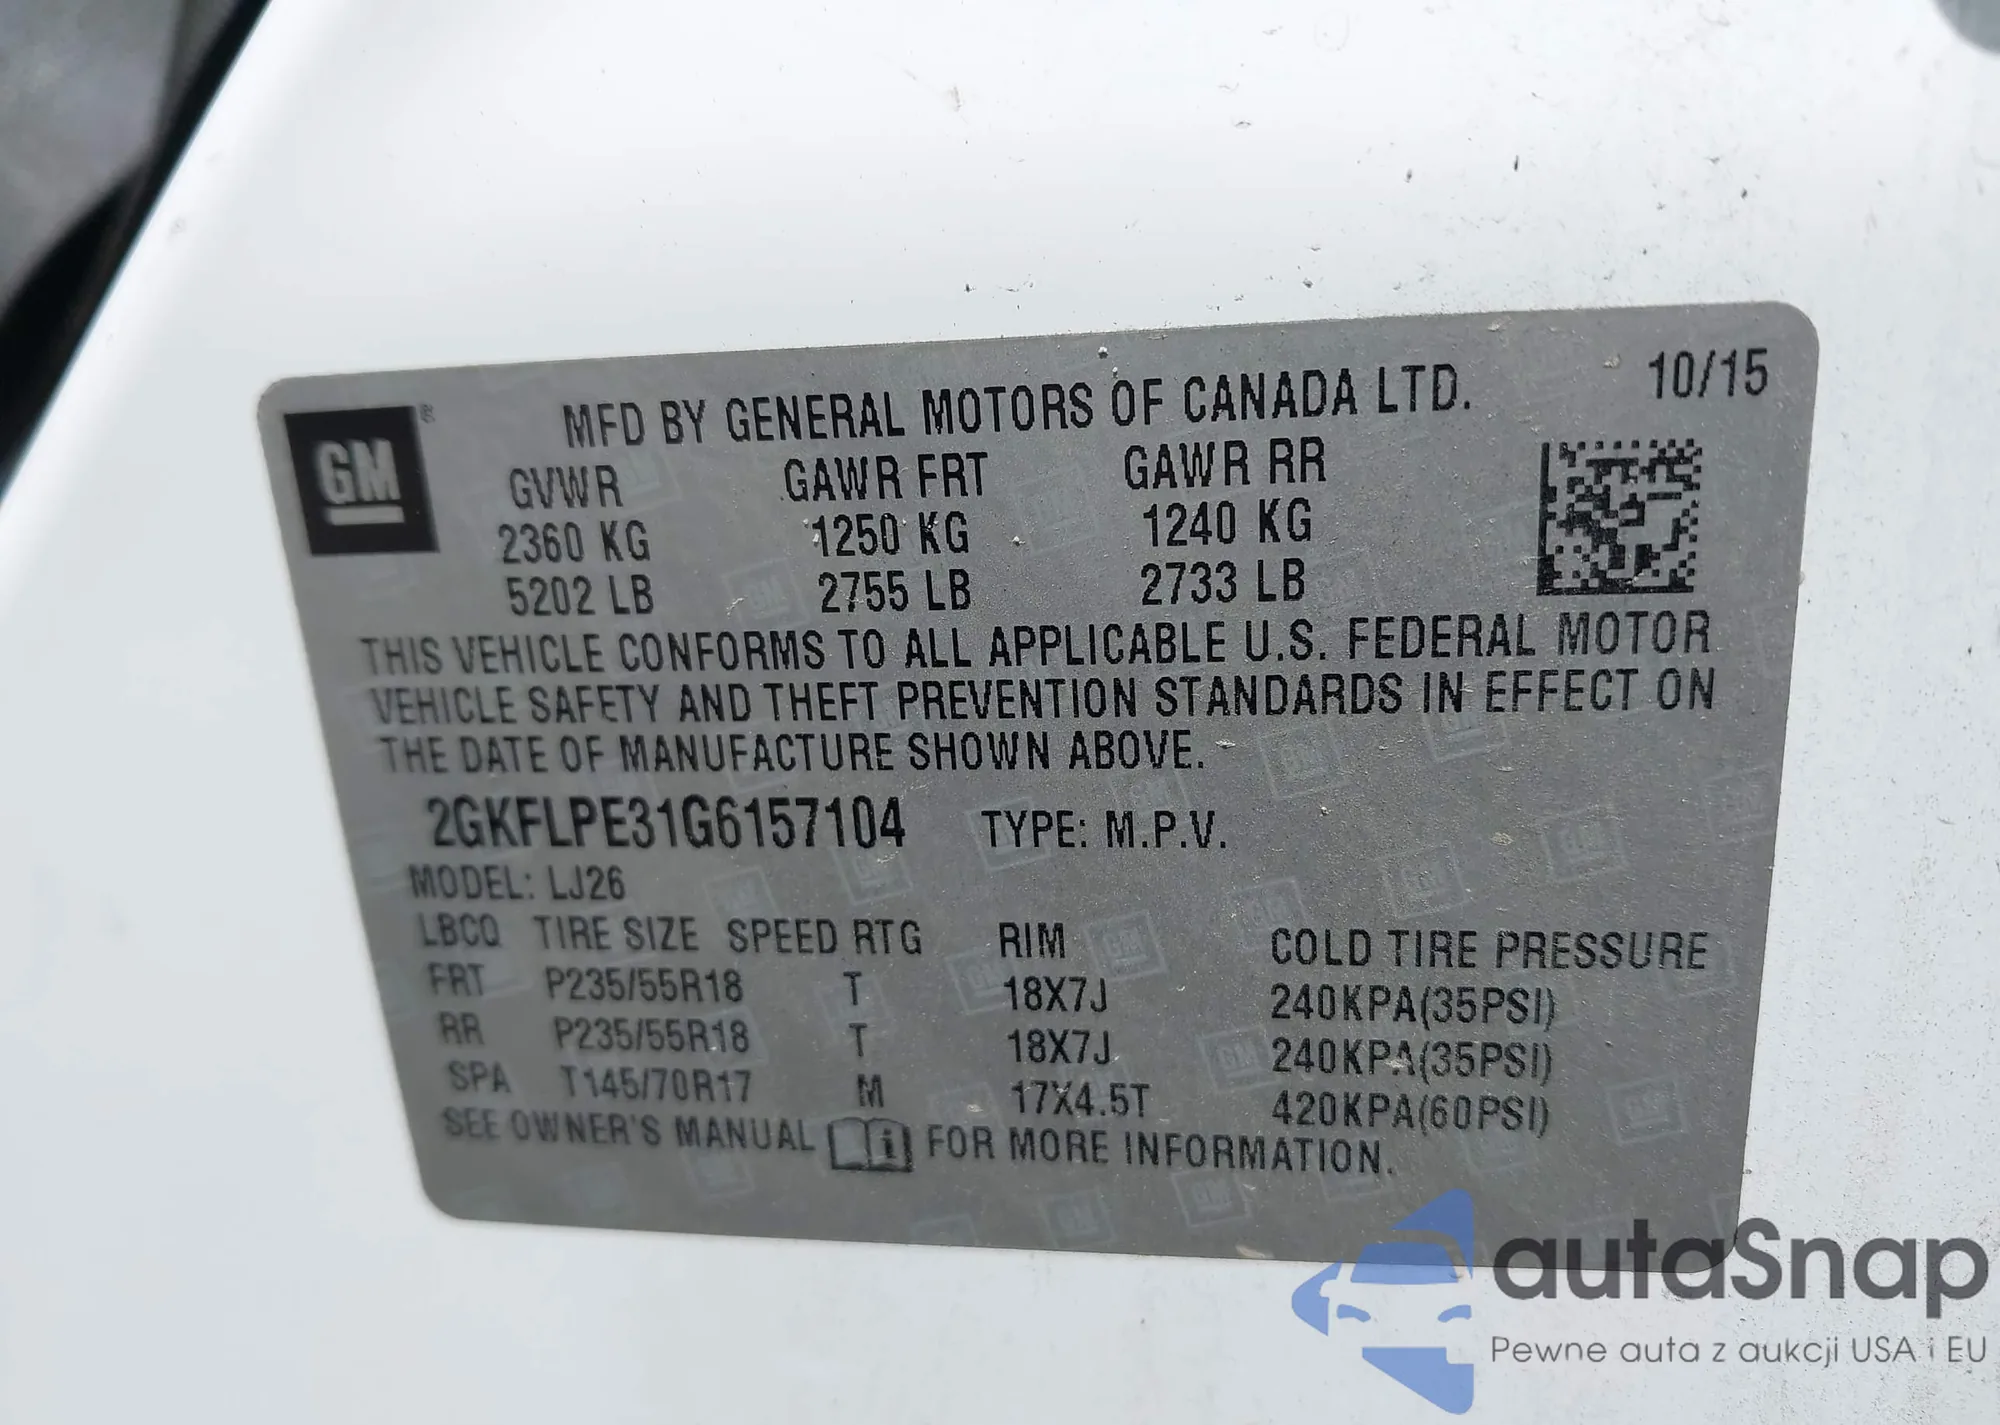 MFD BY GENERAL MOTORS OF CANADA LTD. 10/15
GM ®
GVWR GAWR FRT GAWR RR
2360 KG 1250 KG 1240 KG
5202 LB 2755 LB 2733 LB
THIS VEHICLE CONFORMS TO ALL APPLICABLE U.S. FEDERAL MOTOR
VEHICLE SAFETY AND THEFT PREVENTION STANDARDS IN EFFECT ON
THE DATE OF MANUFACTURE SHOWN ABOVE.
2GKFLPE31G6157104 TYPE: M.P.V.
MODEL: LJ26
LBCQ TIRE SIZE SPEED RTG RIM COLD TIRE PRESSURE
FRT P235/55R18 T 18X7J 240KPA(35PSI)
RR P235/55R18 T 18X7J 240KPA(35PSI)
SPA T145/70R17 M 17X4.5T 420KPA(60PSI)
SEE OWNER'S MANUAL i FOR MORE INFORMATION.
autaSnap
Pewne auta z aukcji USA i EU